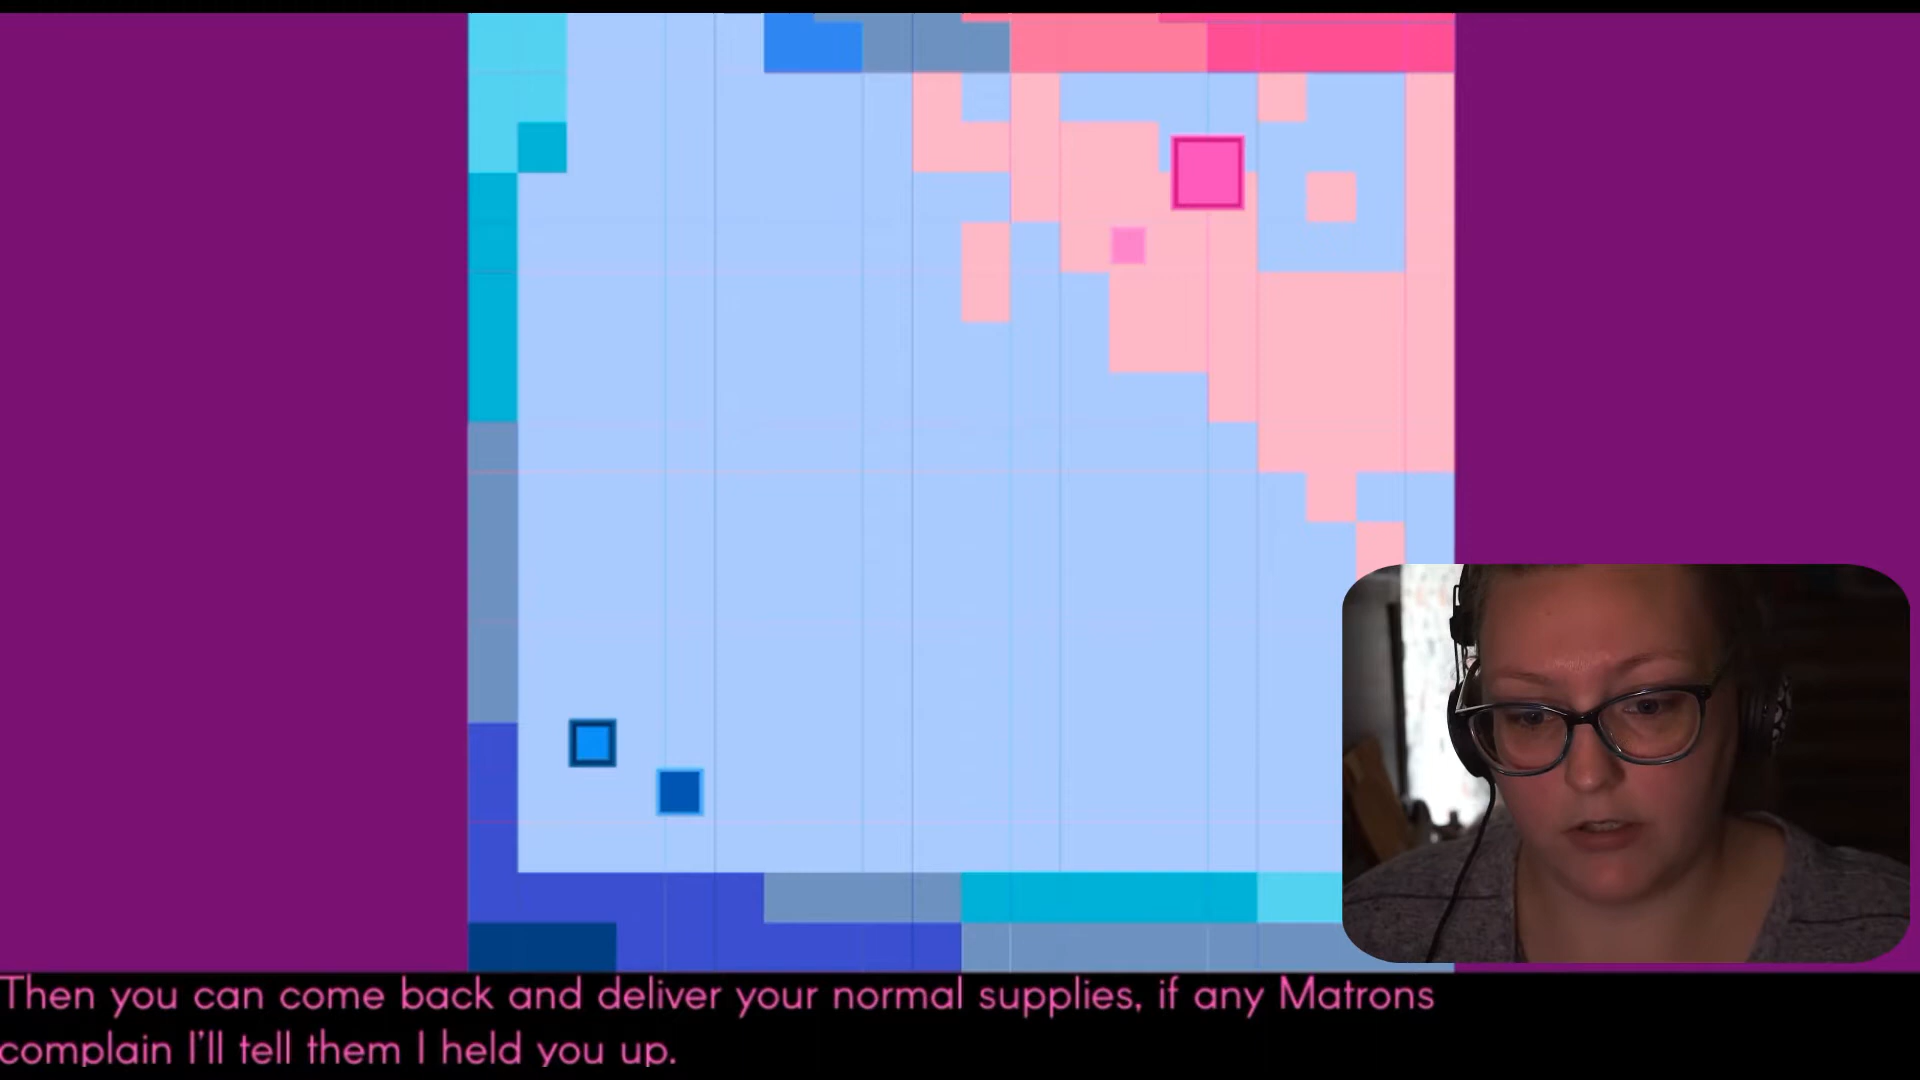 Then you can come back and deliver your normal supplies, if any Matrons
complain I'll tell them I held you up.